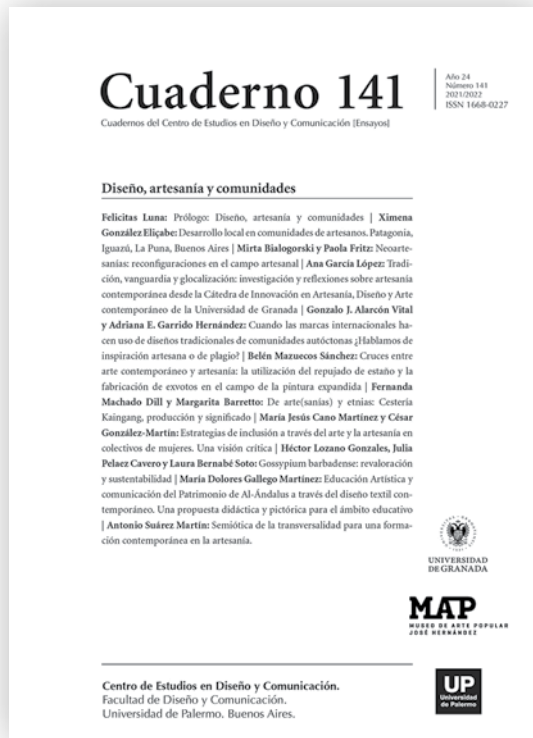 Cuaderno 141
Cuadernos del Centro de Estudios en Diseño y Comunicación [Ensayos]
Año 24
Número 141
2021/2022
ISSN 1668-0227
Diseño, artesanía y comunidades
Felicitas Luna: Prólogo: Diseño, artesanía y comunidades | Ximena
González Eliçabe: Desarrollo local en comunidades de artesanos. Patagonia,
Iguazú, La Puna, Buenos Aires | Mirta Bialogorski y Paola Fritz: Neoarte-
sanías: reconfiguraciones en el campo artesanal | Ana García López: Tradi-
ción, vanguardia y glocalización: investigación y reflexiones sobre artesanía
contemporánea desde la Cátedra de Innovación en Artesanía, Diseño y Arte
contemporáneo de la Universidad de Granada | Gonzalo J. Alarcón Vital
y Adriana E. Garrido Hernández: Cuando las marcas internacionales ha-
cen uso de diseños tradicionales de comunidades autóctonas ¿Hablamos de
inspiración artesana o de plagio? | Belén Mazuecos Sánchez: Cruces entre
arte contemporáneo y artesanía: la utilización del repujado de estaño y la
fabricación de exvotos en el campo de la pintura expandida | Fernanda
Machado Dill y Margarita Barretto: De arte(sanías) y etnias: Cestería
Kaingang, producción y significado | María Jesús Cano Martínez y César
González-Martín: Estrategias de inclusión a través del arte y la artesanía en
colectivos de mujeres. Una visión crítica | Héctor Lozano Gonzales, Julia
Pelaez Cavero y Laura Bernabé Soto: Gossypium barbadense: revaloración
y sustentabilidad | María Dolores Gallego Martínez: Educación Artística y
comunicación del Patrimonio de Al-Ándalus a través del diseño textil con-
temporáneo. Una propuesta didáctica y pictórica para el ámbito educativo
| Antonio Suárez Martín: Semiótica de la transversalidad para una forma-
ción contemporánea en la artesanía.
UNIVERSIDAD
DE GRANADA
MAP
MUSEO DE ARTE POPULAR
JOSÉ HERNÁNDEZ
Centro de Estudios en Diseño y Comunicación.
Facultad de Diseño y Comunicación.
Universidad de Palermo. Buenos Aires.
UP
Universidad
de Palermo